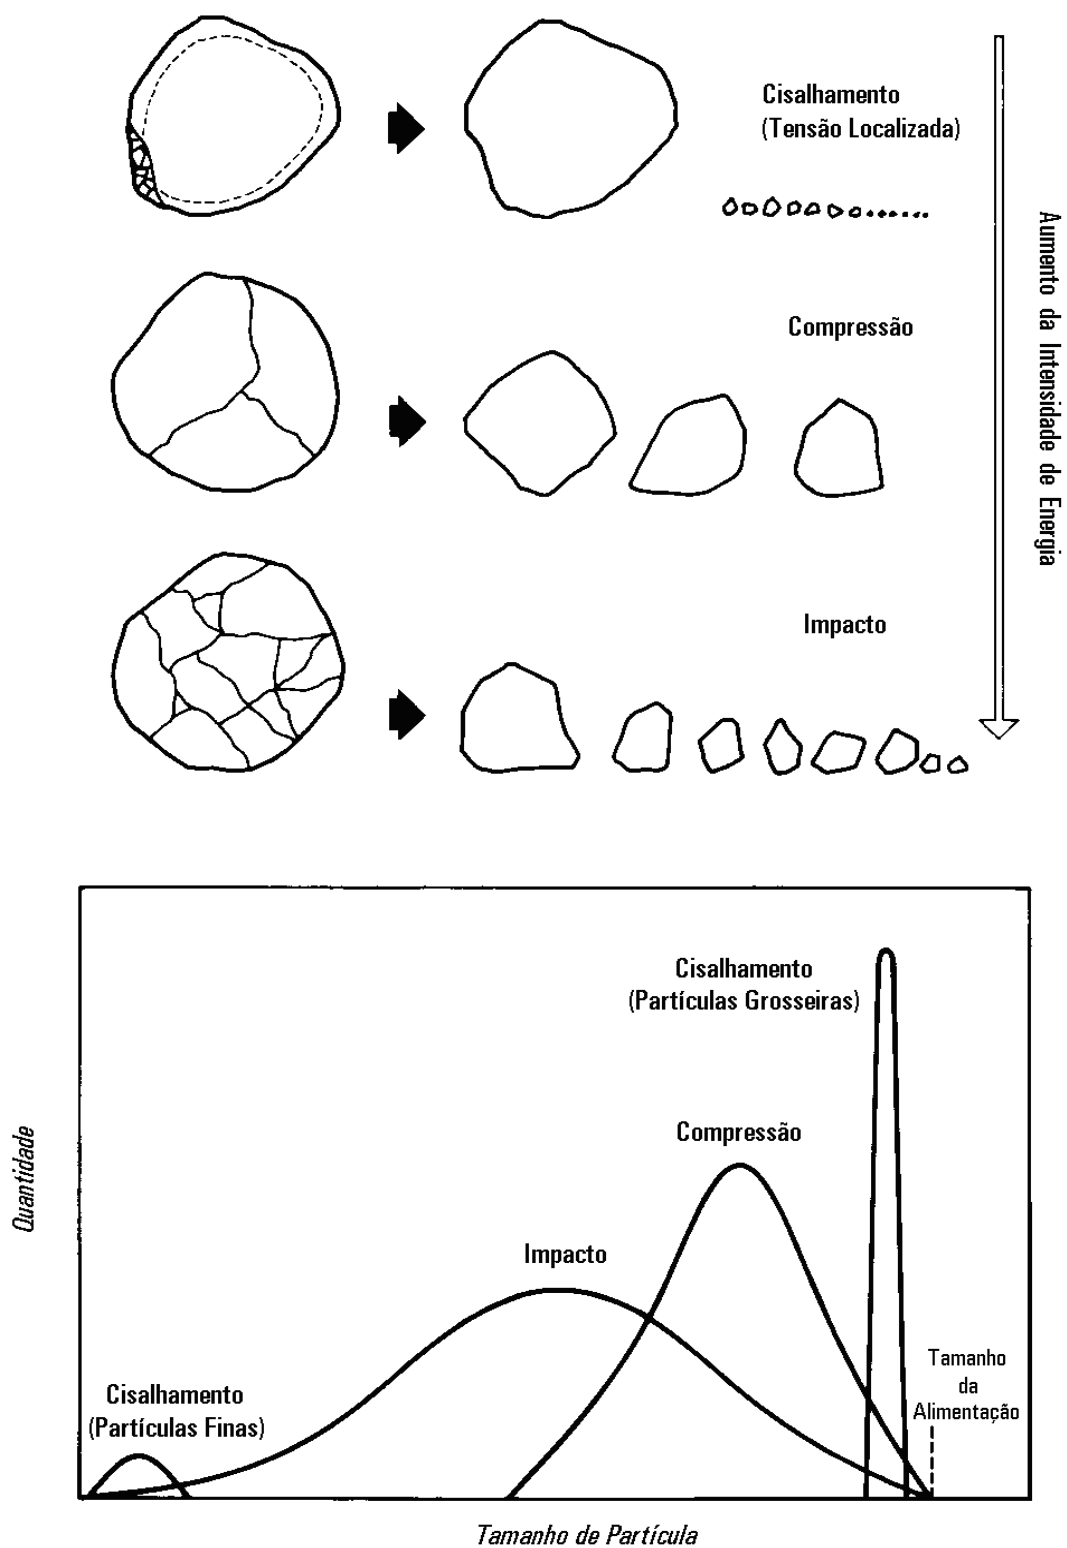 Cisalhamento
(Tensão Localizada)
Compressão
Impacto
Aumento da Intensidade de Energia
Cisalhamento
(Partículas Grosseiras)
Compressão
Impacto
Cisalhamento
(Partículas Finas)
Tamanho
da
Alimentação
Quantidade
Tamanho de Partícula